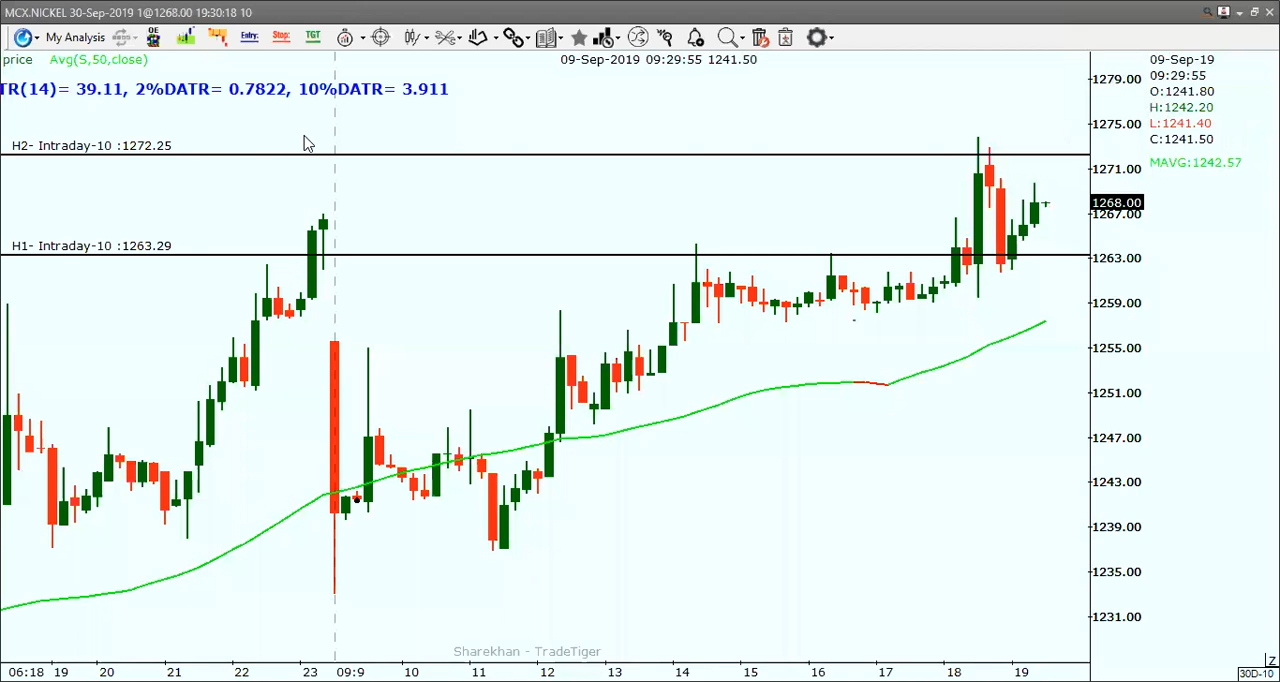 MCX.NICKEL 30-Sep-2019 1@1268.00 19:30:18 10
My Analysis OE Entry: Stop: TGT
price Avg(S,50,close) 09-Sep-2019 09:29:55 1241.50
TR(14)= 39.11, 2%DATR= 0.7822, 10%DATR= 3.911
09-Sep-19
09:29:55
O:1241.80
H:1242.20
L:1241.40
C:1241.50
MAVG:1242.57
H2- Intraday-10 :1272.25
H1- Intraday-10 :1263.29
1279.00
1275.00
1271.00
1268.00
1267.00
1263.00
1259.00
1255.00
1251.00
1247.00
1243.00
1239.00
1235.00
1231.00
Sharekhan - TradeTiger
06:18 19 20 21 22 23 09:9 10 11 12 13 14 15 16 17 18 19
Z
30D-10